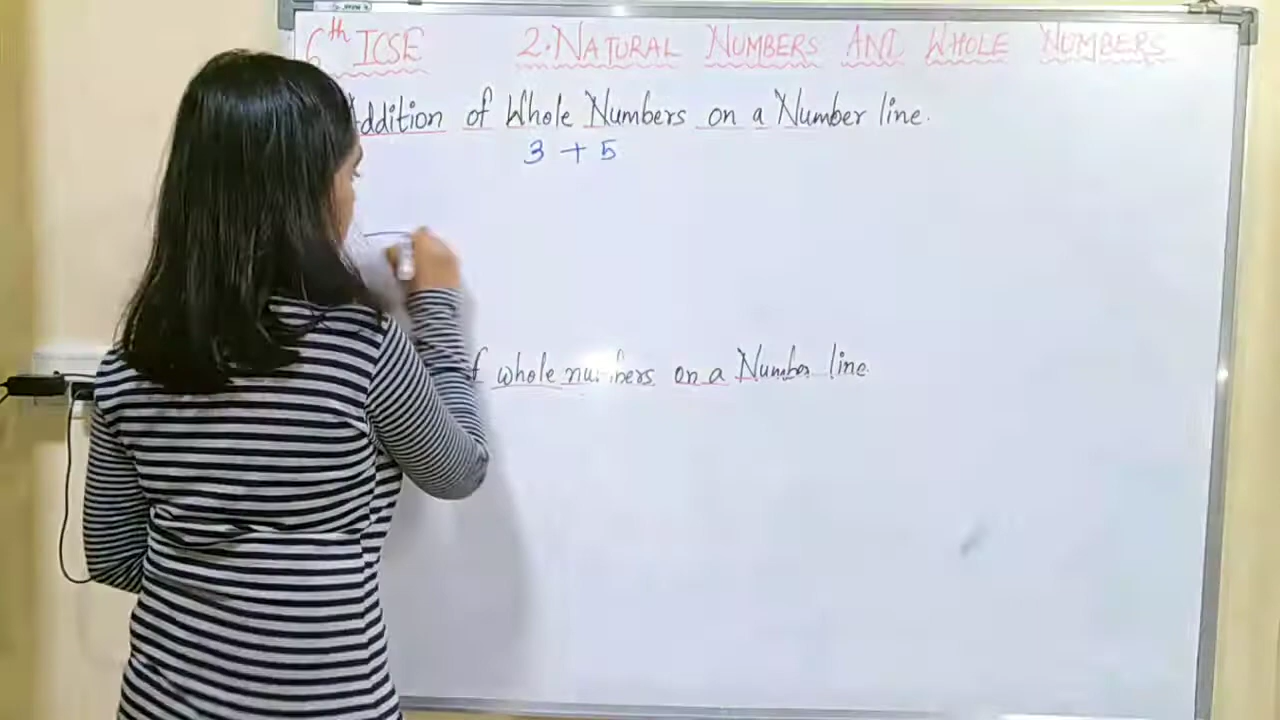 6th ICSE 2. NATURAL NUMBERS AND WHOLE NUMBERS
Addition of Whole Numbers on a Number line.
3 + 5
whole numbers on a Number line.